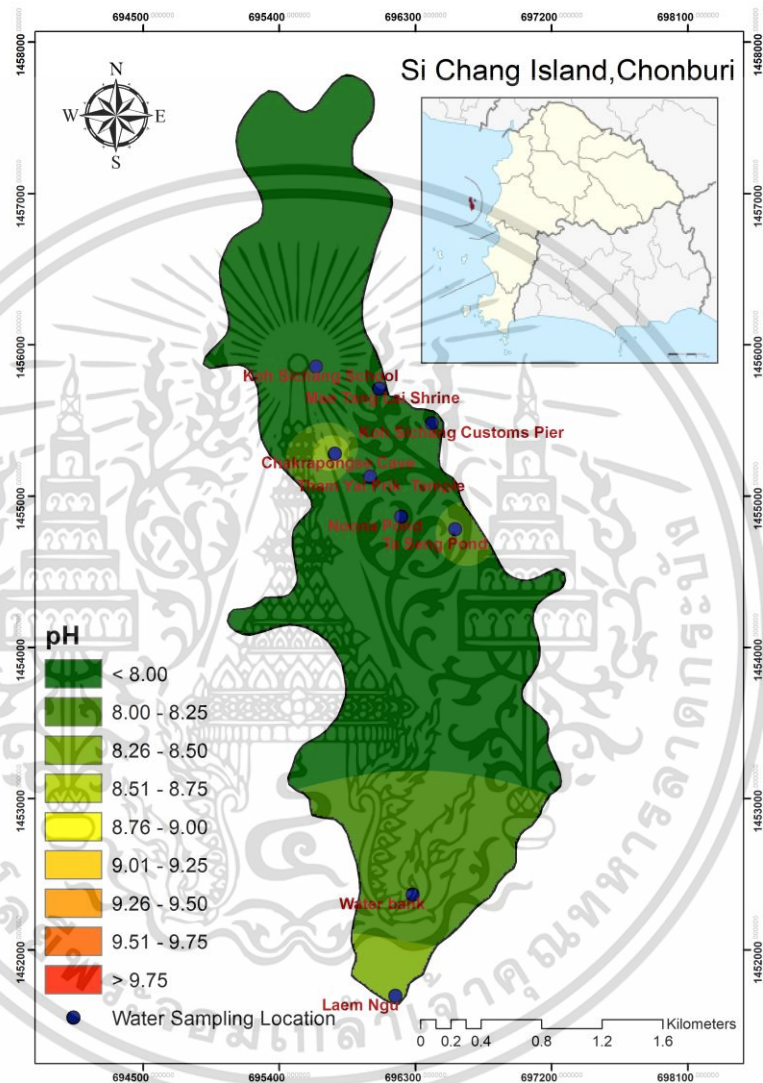 694500 695400 696300 697200 698100
1458000
Si Chang Island,Chonburi
N
W E
S
1457000
1456000
Koh Sichang School
Man Tang Lai Shrine
Koh Sichang Customs Pier
Chakrapongse Cave
Tham Yai Prik Temple
1455000
Ta Seng Pond
pH
1454000
< 8.00
8.00 - 8.25
8.26 - 8.50
8.51 - 8.75
8.76 - 9.00
1453000
9.01 - 9.25
9.26 - 9.50
9.51 - 9.75
> 9.75
Water bank
1452000
Laem Ngu
Water Sampling Location
Kilometers
0 0.2 0.4 0.8 1.2 1.6
694500 695400 696300 697200 698100